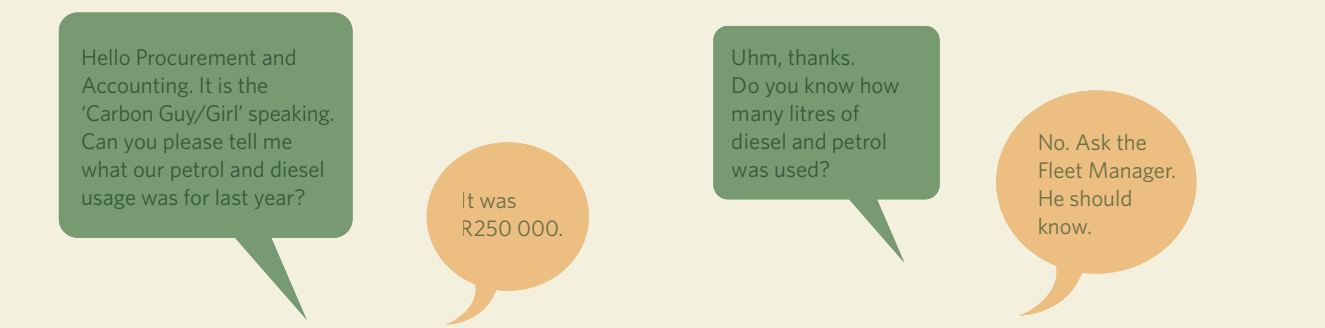 Hello Procurement and
Accounting. It is the
‘Carbon Guy/Girl’ speaking.
Can you please tell me
what our petrol and diesel
usage was for last year?
It was
R250 000.
Uhm, thanks.
Do you know how
many litres of
diesel and petrol
was used?
No. Ask the
Fleet Manager.
He should
know.